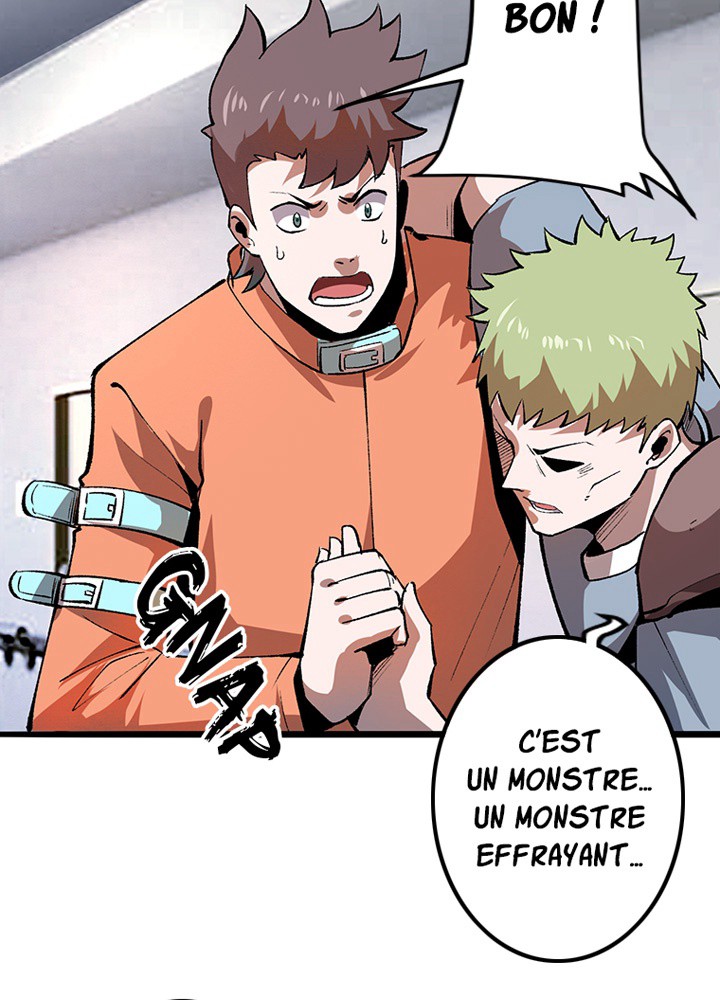 BON !
GNAP
C'EST
UN MONSTRE...
UN MONSTRE
EFFRAYANT...